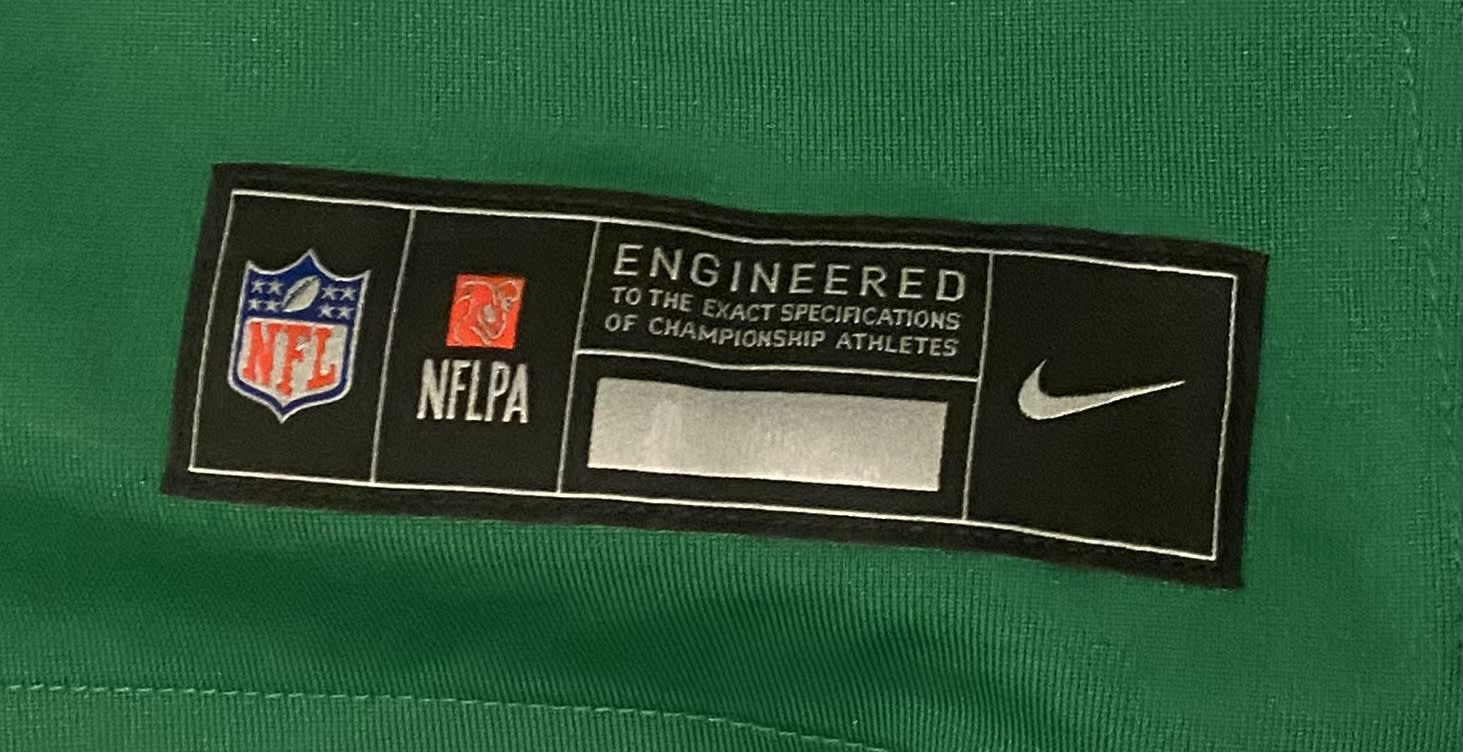 NFL
NFLPA
ENGINEERED
TO THE EXACT SPECIFICATIONS
OF CHAMPIONSHIP ATHLETES